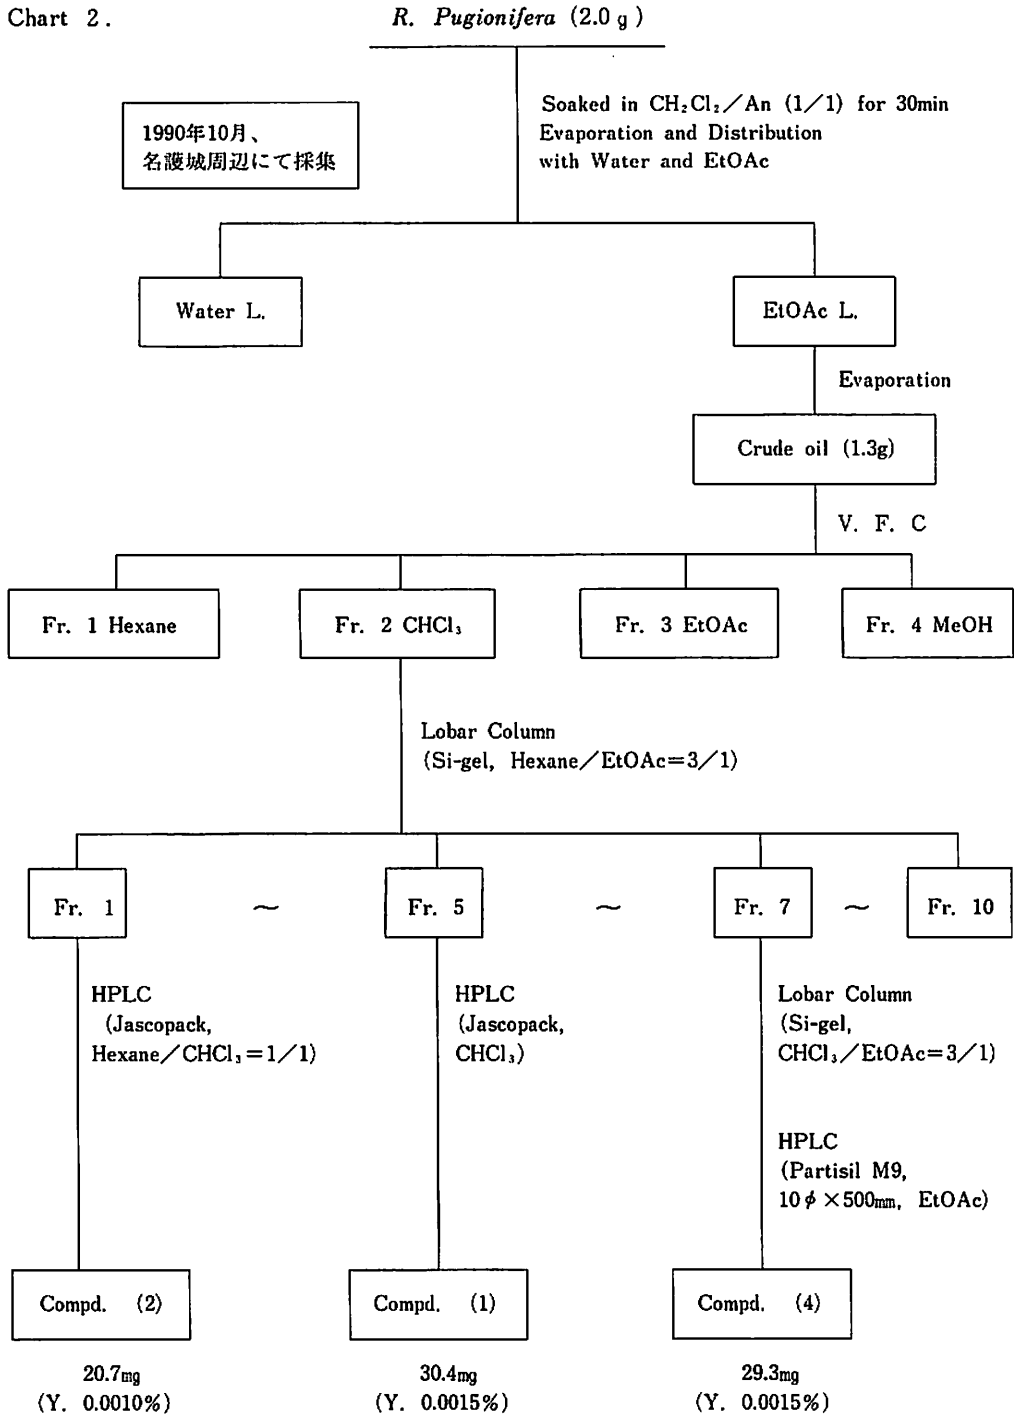 Chart 2.
R. Pugionifera (2.0 g)
Soaked in CH₂Cl₂／An (1/1) for 30min
Evaporation and Distribution
with Water and EtOAc
1990年10月、
名護城周辺にて採集
Water L.
EtOAc L.
Evaporation
Crude oil (1.3g)
V. F. C
Fr. 1 Hexane
Fr. 2 CHCl₃
Fr. 3 EtOAc
Fr. 4 MeOH
Lobar Column
(Si-gel, Hexane／EtOAc=3／1)
Fr. 1 ～ Fr. 5 ～ Fr. 7 ～ Fr. 10
HPLC
(Jascopack,
Hexane／CHCl₃=1／1)
HPLC
(Jascopack,
CHCl₃)
Lobar Column
(Si-gel,
CHCl₃／EtOAc=3／1)
HPLC
(Partisil M9,
10φ×500mm, EtOAc)
Compd. (2)
Compd. (1)
Compd. (4)
20.7mg
(Y. 0.0010%)
30.4mg
(Y. 0.0015%)
29.3mg
(Y. 0.0015%)